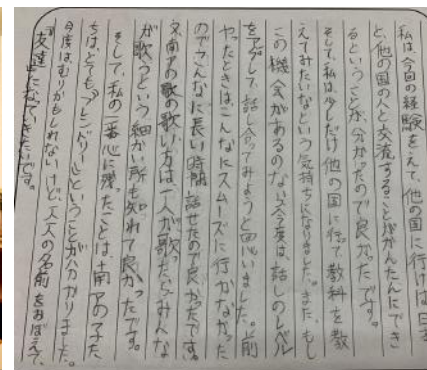 私は、今回の経験をえて、他の国に行けば日本
と、他の国の人と交流することがかんたんにでき
るということが、分かったので良かったです。
そして、私は少しだけ他の国に行って、教科を教
えてみたいなという気持ちになりました。また、もし
この機会があるのなら、今度は、話しのレベル
をアップして、話し合ってみようと思いました。前
やったときは、こんなにスムーズに行かなかった
のでこんなに長い時間話せたので良かったです。
又、南アの歌の歌い方は、一人が歌ったらみんな
が歌うという細かい所も知れて良かったです。
そして、私の一番心に残ったことは、南アの子た
ちは、とてもフレンドリーということが分かりました。
今度は、むりかもしれないけど、一人一人の名前をおぼえて、
「友達」になっていきたいです。